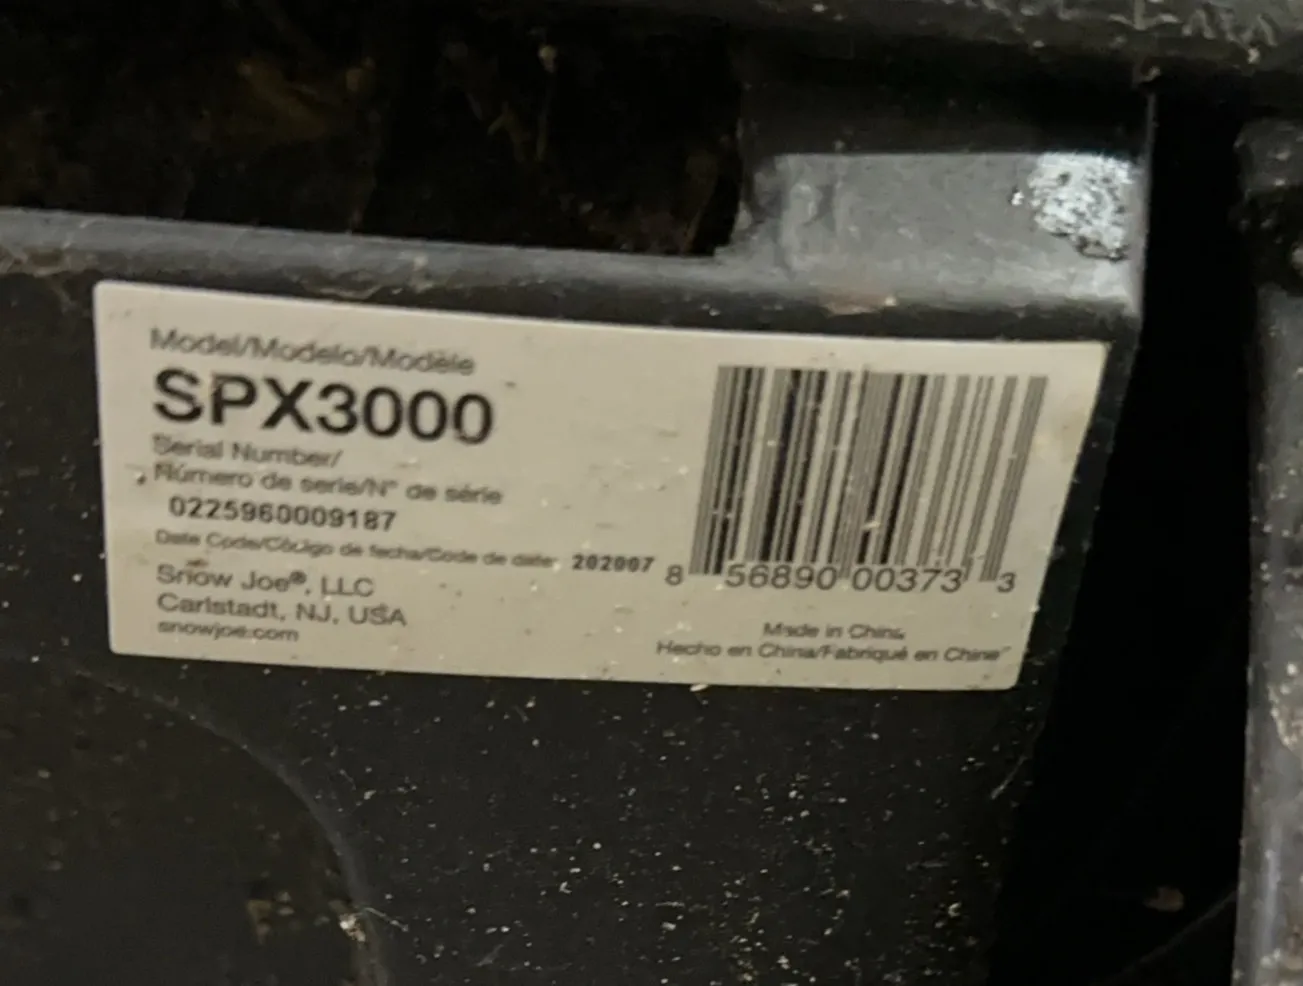 Model/Modelo/Modèle
SPX3000
Serial Number/
Número de serie/N° de série
0225960009187
Date Code/Código de fecha/Code de date: 202007
Snow Joe®, LLC
Carlstadt, NJ, USA
snowjoe.com
8 56890 00373 3
Made in China
Hecho en China/Fabriqué en Chine